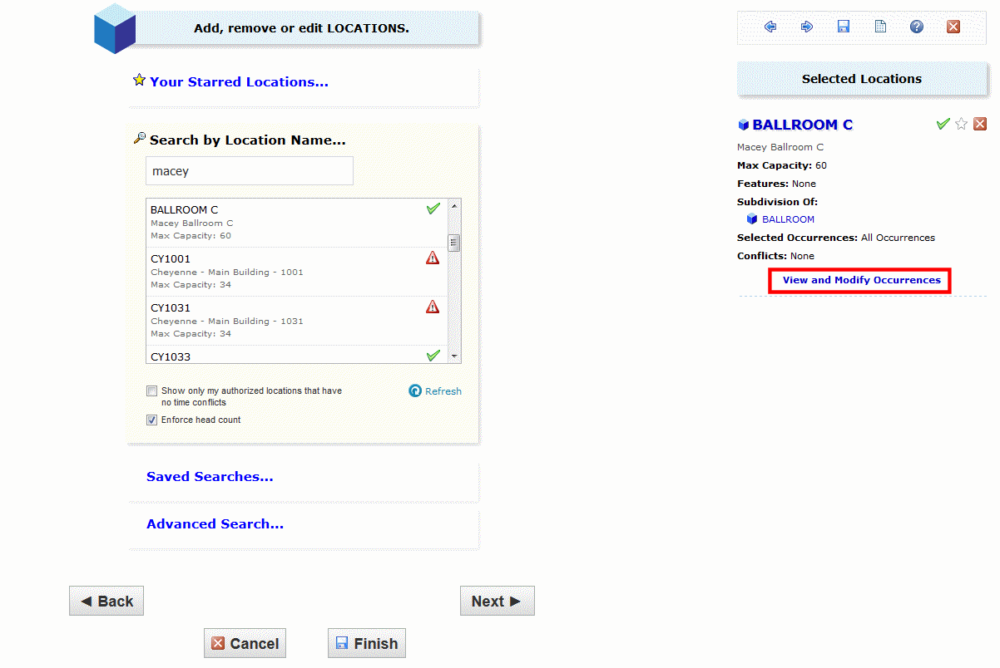 Add, remove or edit LOCATIONS.
Your Starred Locations...
Search by Location Name...
macey
BALLROOM C
Macey Ballroom C
Max Capacity: 60
CY1001
Cheyenne - Main Building - 1001
Max Capacity: 34
CY1031
Cheyenne - Main Building - 1031
Max Capacity: 34
CY1033
Show only my authorized locations that have
no time conflicts
Refresh
Enforce head count
Saved Searches...
Advanced Search...
◄ Back
Next ►
Cancel
Finish
Selected Locations
BALLROOM C
Macey Ballroom C
Max Capacity: 60
Features: None
Subdivision Of:
BALLROOM
Selected Occurrences: All Occurrences
Conflicts: None
View and Modify Occurrences